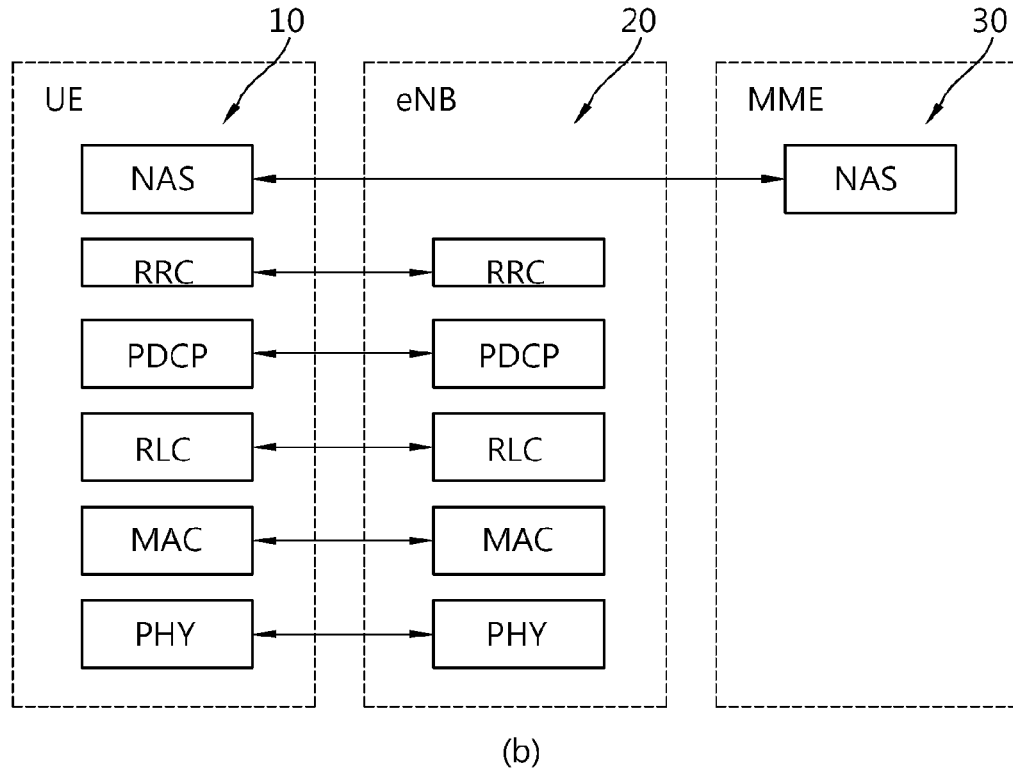 10 20 30
UE eNB MME
NAS NAS
RRC RRC
PDCP PDCP
RLC RLC
MAC MAC
PHY PHY
(b)